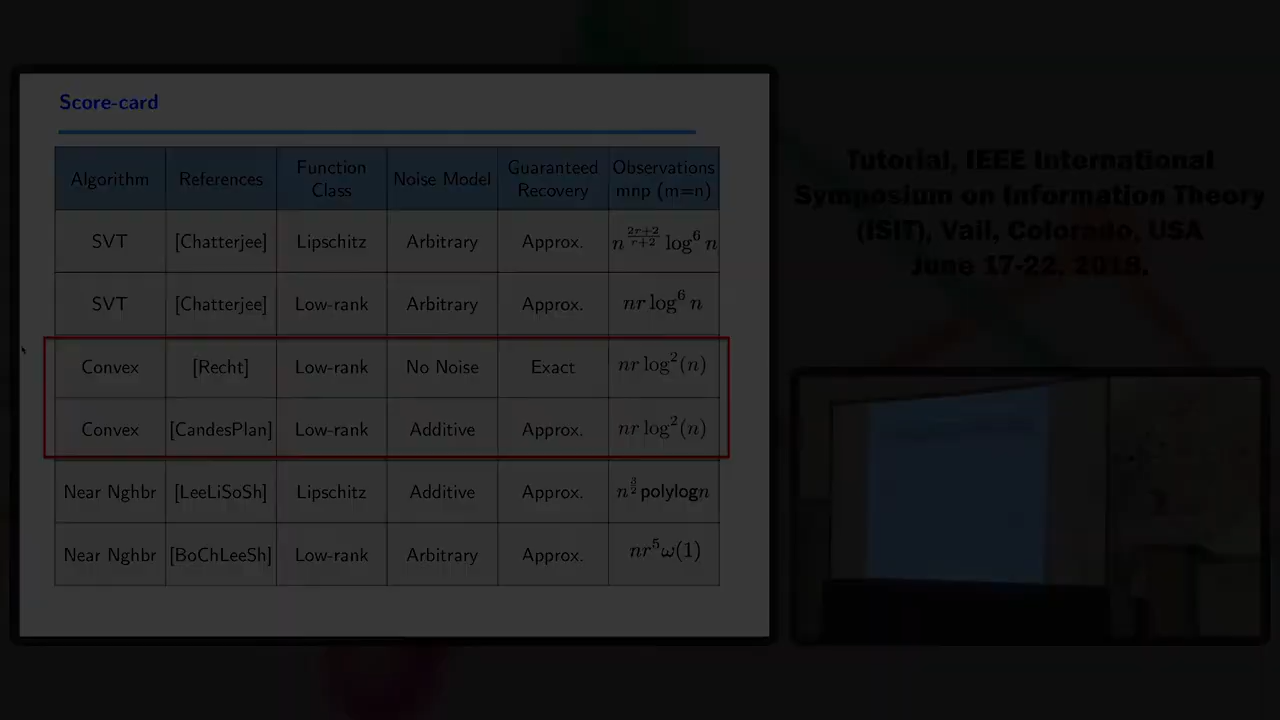 Score-card
Algorithm References Function Class Noise Model Guaranteed Recovery Observations mnp (m=n)
SVT [Chatterjee] Lipschitz Arbitrary Approx. n^{\frac{2r+2}{r+2}} log^6 n
SVT [Chatterjee] Low-rank Arbitrary Approx. nr log^6 n
Convex [Recht] Low-rank No Noise Exact nr log^2(n)
Convex [CandesPlan] Low-rank Additive Approx. nr log^2(n)
Near Nghbr [LeeLiSoSh] Lipschitz Additive Approx. n^{\frac{3}{2}} polylogn
Near Nghbr [BoChLeeSh] Low-rank Arbitrary Approx. nr^5 ω(1)
Tutorial, IEEE International
Symposium on Information Theory
(ISIT), Vail, Colorado, USA
June 17-22, 2018.